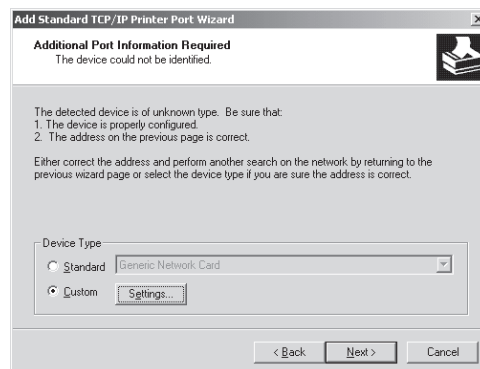 Add Standard TCP/IP Printer Port Wizard
Additional Port Information Required
The device could not be identified.
The detected device is of unknown type. Be sure that:
1. The device is properly configured.
2. The address on the previous page is correct.
Either correct the address and perform another search on the network by returning to the
previous wizard page or select the device type if you are sure the address is correct.
Device Type
Standard Generic Network Card
Custom Settings...
< Back Next > Cancel